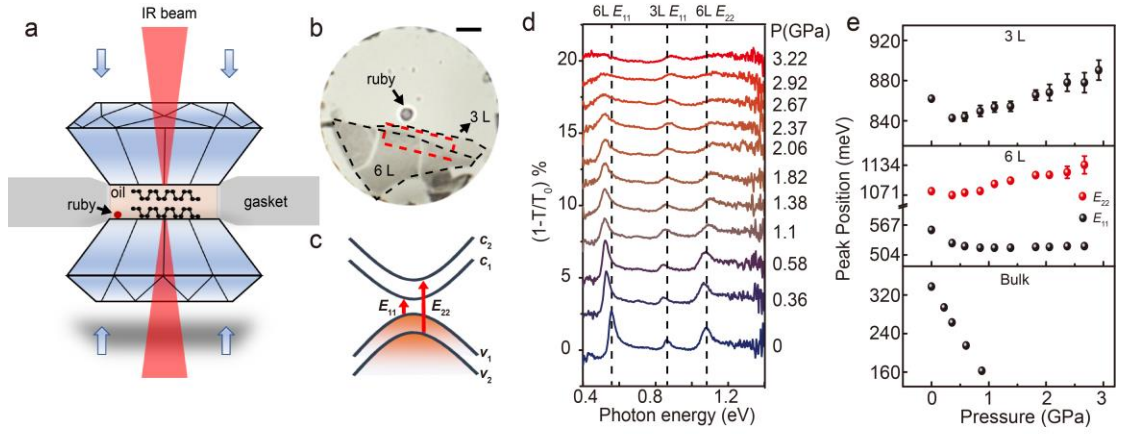 a
IR beam
oil
ruby
gasket
b
ruby
3 L
6 L
c
c₂
c₁
E₁₁
E₂₂
v₁
v₂
d
6L E₁₁ 3L E₁₁ 6L E₂₂
P(GPa)
(1-T/T₀) %
20
15
10
5
0
3.22
2.92
2.67
2.37
2.06
1.82
1.38
1.1
0.58
0.36
0
0.4 0.8 1.2
Photon energy (eV)
e
Peak Position (meV)
3 L
920
880
840
6 L
1134
1071
567
504
E₂₂
E₁₁
Bulk
320
240
160
0 1 2 3
Pressure (GPa)